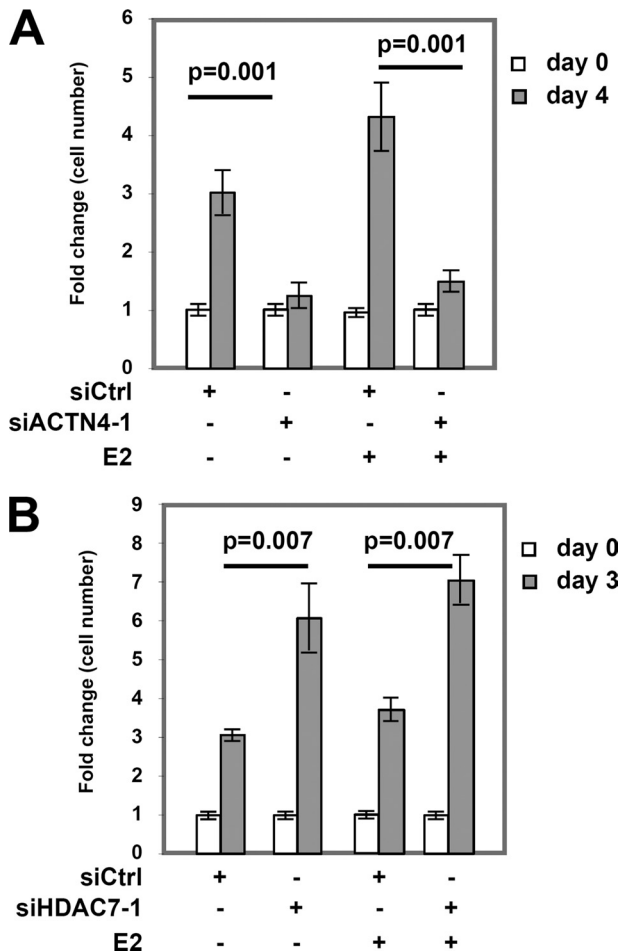 A
6
5
4
3
2
1
0
Fold change (cell number)
p=0.001
p=0.001
day 0
day 4
siCtrl + - + -
siACTN4-1 - + - +
E2 - - + +
B
9
8
7
6
5
4
3
2
1
0
Fold change (cell number)
p=0.007
p=0.007
day 0
day 3
siCtrl + - + -
siHDAC7-1 - + - +
E2 - - + +